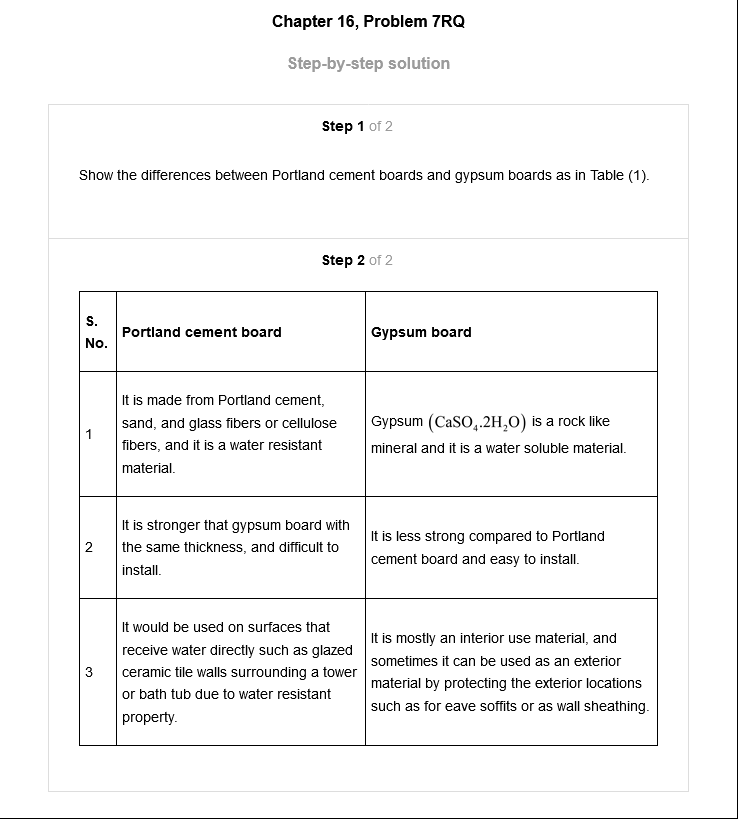 Chapter 16, Problem 7RQ
Step-by-step solution
Step 1 of 2
Show the differences between Portland cement boards and gypsum boards as in Table (1).
Step 2 of 2
S.
No.
Portland cement board
Gypsum board
1
It is made from Portland cement,
sand, and glass fibers or cellulose
fibers, and it is a water resistant
material.
Gypsum (CaSO₄.2H₂O) is a rock like
mineral and it is a water soluble material.
2
It is stronger that gypsum board with
the same thickness, and difficult to
install.
It is less strong compared to Portland
cement board and easy to install.
3
It would be used on surfaces that
receive water directly such as glazed
ceramic tile walls surrounding a tower
or bath tub due to water resistant
property.
It is mostly an interior use material, and
sometimes it can be used as an exterior
material by protecting the exterior locations
such as for eave soffits or as wall sheathing.